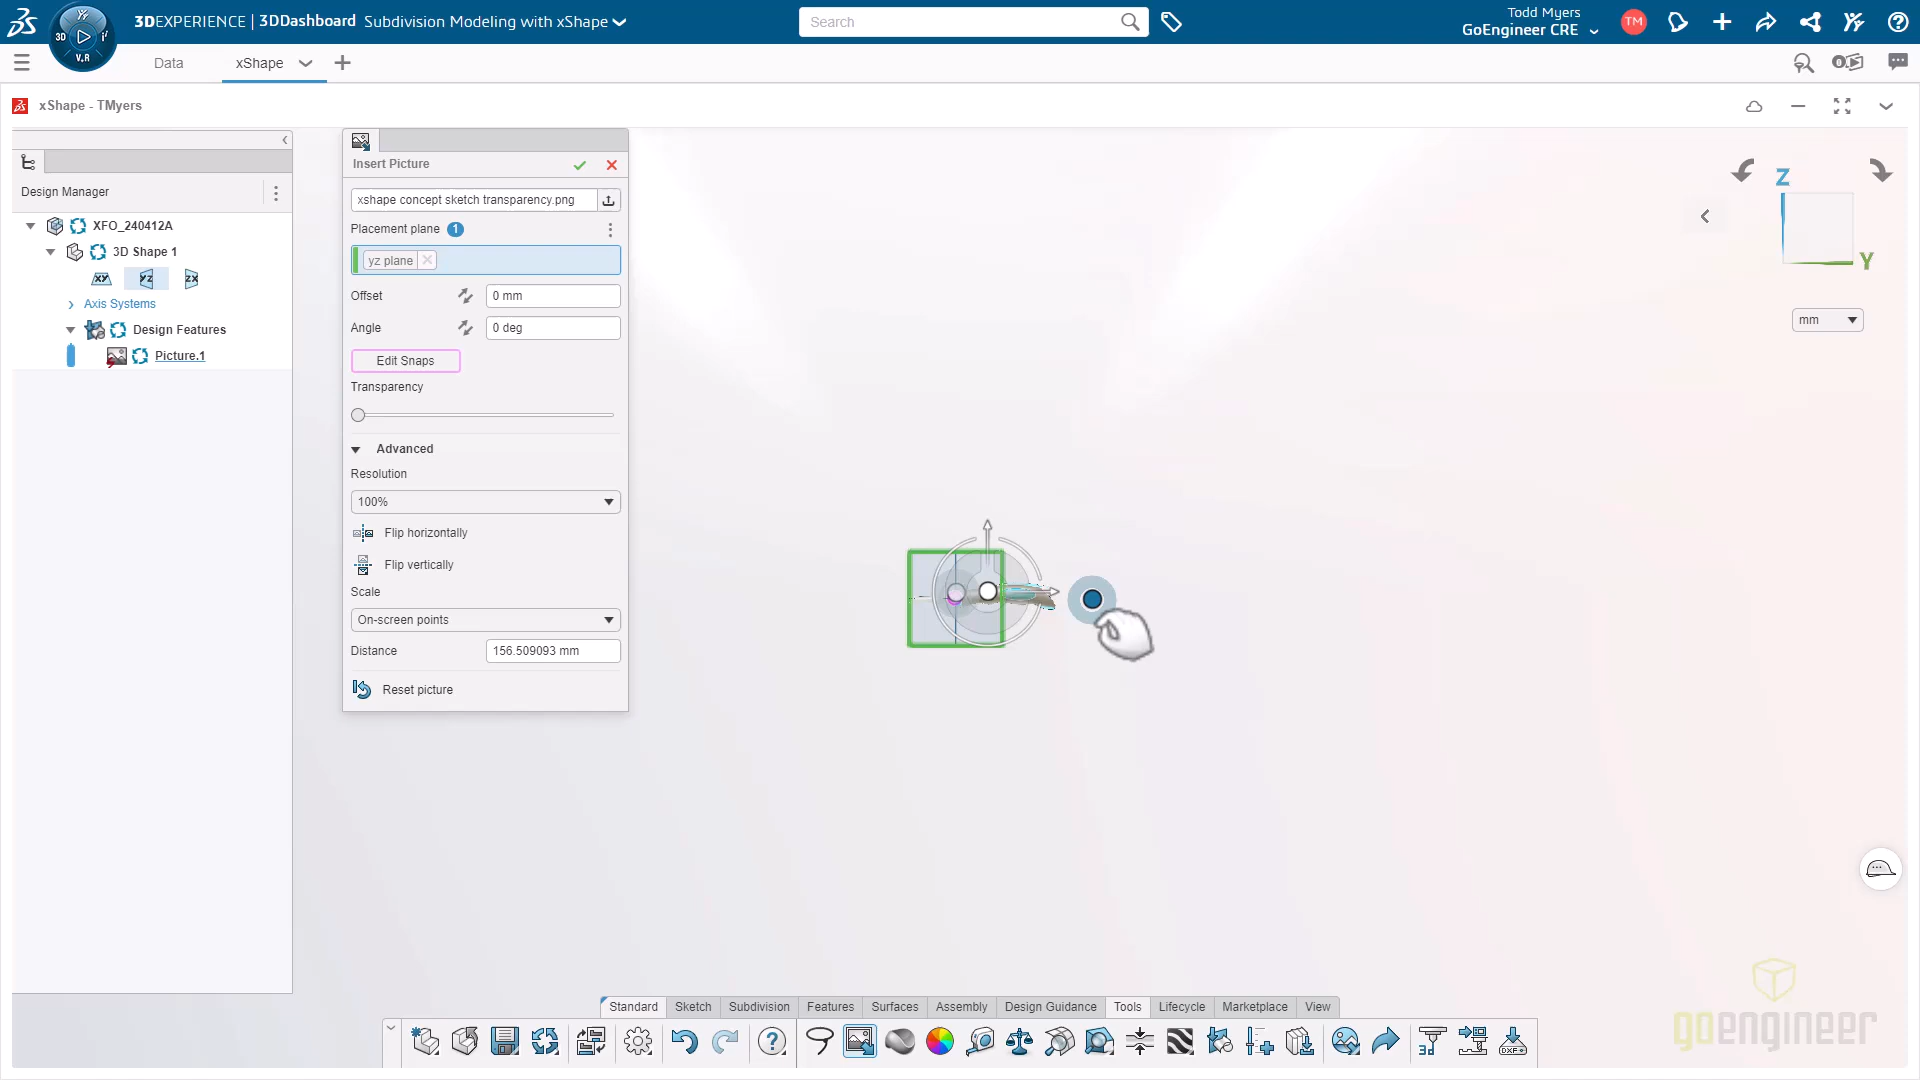 3DEXPERIENCE | 3DDashboard Subdivision Modeling with xShape
Search
Todd Myers
GoEngineer CRE
TM
3D
V.R
Data
xShape
xShape - TMyers
Design Manager
XFO_240412A
3D Shape 1
XY
YZ
ZX
Axis Systems
Design Features
Picture.1
Insert Picture
xshape concept sketch transparency.png
Placement plane 1
yz plane
Offset
0 mm
Angle
0 deg
Edit Snaps
Transparency
Advanced
Resolution
100%
Flip horizontally
Flip vertically
Scale
On-screen points
Distance
156.509093 mm
Reset picture
Z
Y
mm
Standard
Sketch
Subdivision
Features
Surfaces
Assembly
Design Guidance
Tools
Lifecycle
Marketplace
View
3D
DXF
goengineer